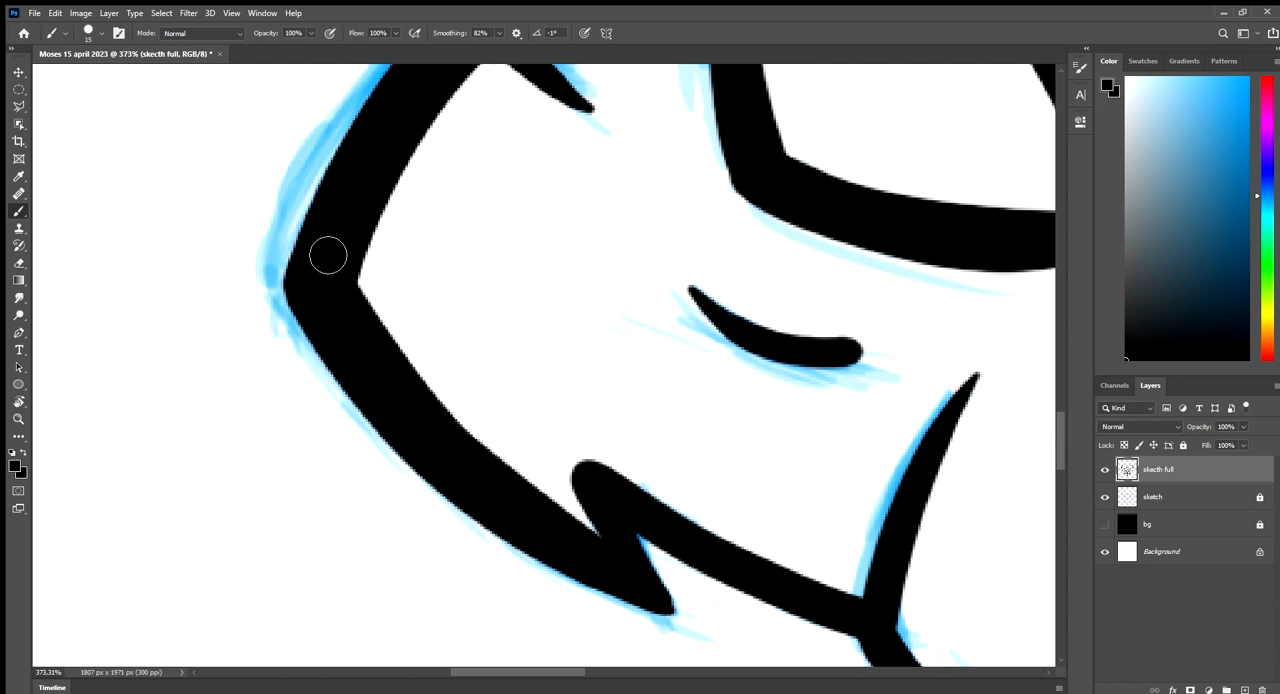 Ps File Edit Image Layer Type Select Filter 3D View Window Help
15 Mode: Normal Opacity: 100% Flow: 100% Smoothing: 82% -1°
Moses 15 april 2023 @ 373% (skecth full, RGB/8) * ×
Color Swatches Gradients Patterns
A|
Channels Layers
Kind
Normal Opacity: 100%
Lock: Fill: 100%
skecth full
sketch
bg
Background
373,31% 1807 px x 1971 px (300 ppi)
fx
Timeline